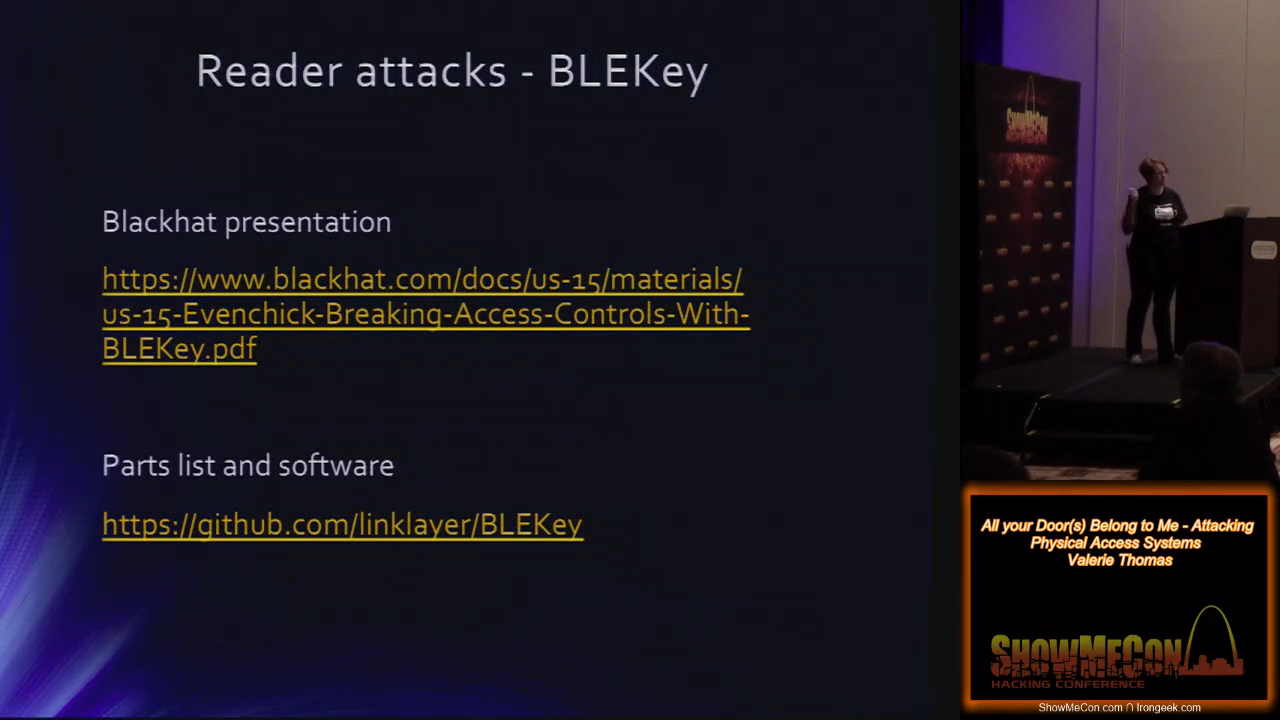 Reader attacks - BLEKey
Blackhat presentation
https://www.blackhat.com/docs/us-15/materials/
us-15-Evenchick-Breaking-Access-Controls-With-
BLEKey.pdf
Parts list and software
https://github.com/linklayer/BLEKey
ShowMeCon
All your Door(s) Belong to Me - Attacking
Physical Access Systems
Valerie Thomas
ShowMeCon
HACKING CONFERENCE
ShowMeCon.com ∩ Irongeek.com